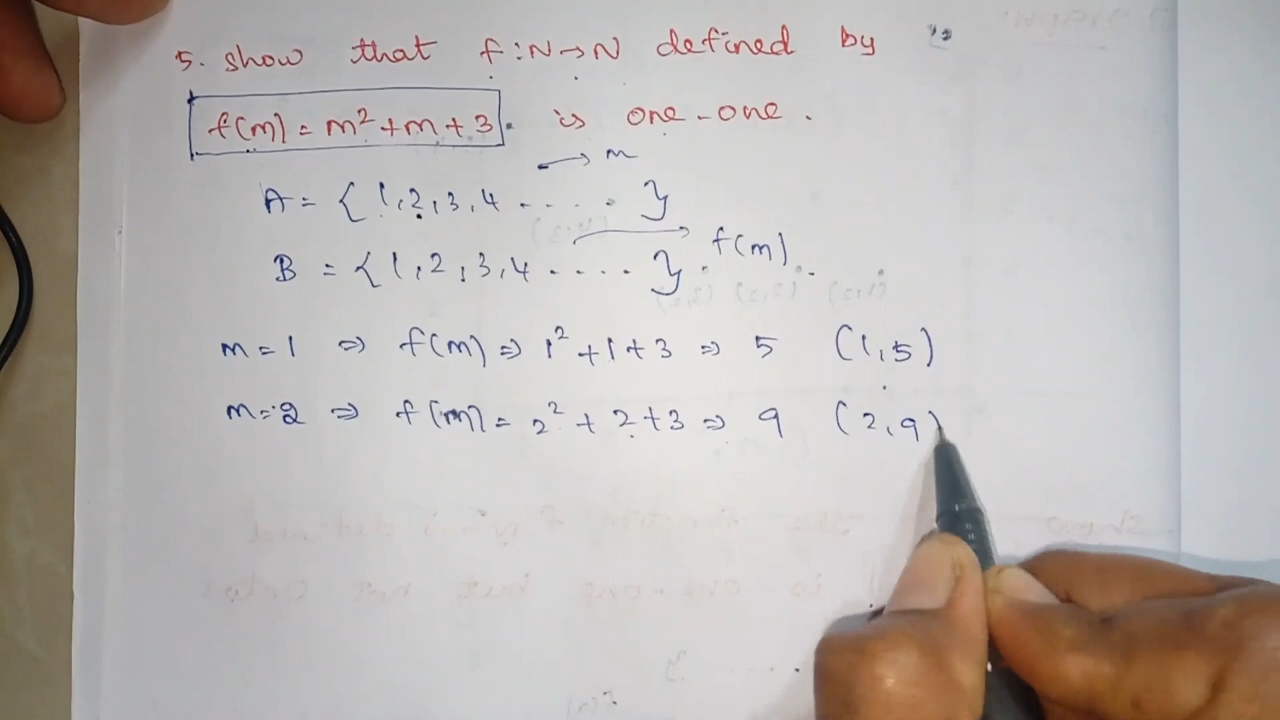 5. show that f:N→N defined by
f(m) = m² + m + 3 is one-one.
→ m
A = { 1, 2, 3, 4 ..... }
B = { 1, 2, 3, 4 ..... } f(m).
m = 1 ⇒ f(m) ⇒ 1² + 1 + 3 ⇒ 5 (1, 5)
m = 2 ⇒ f(m) = 2² + 2 + 3 ⇒ 9 (2, 9)